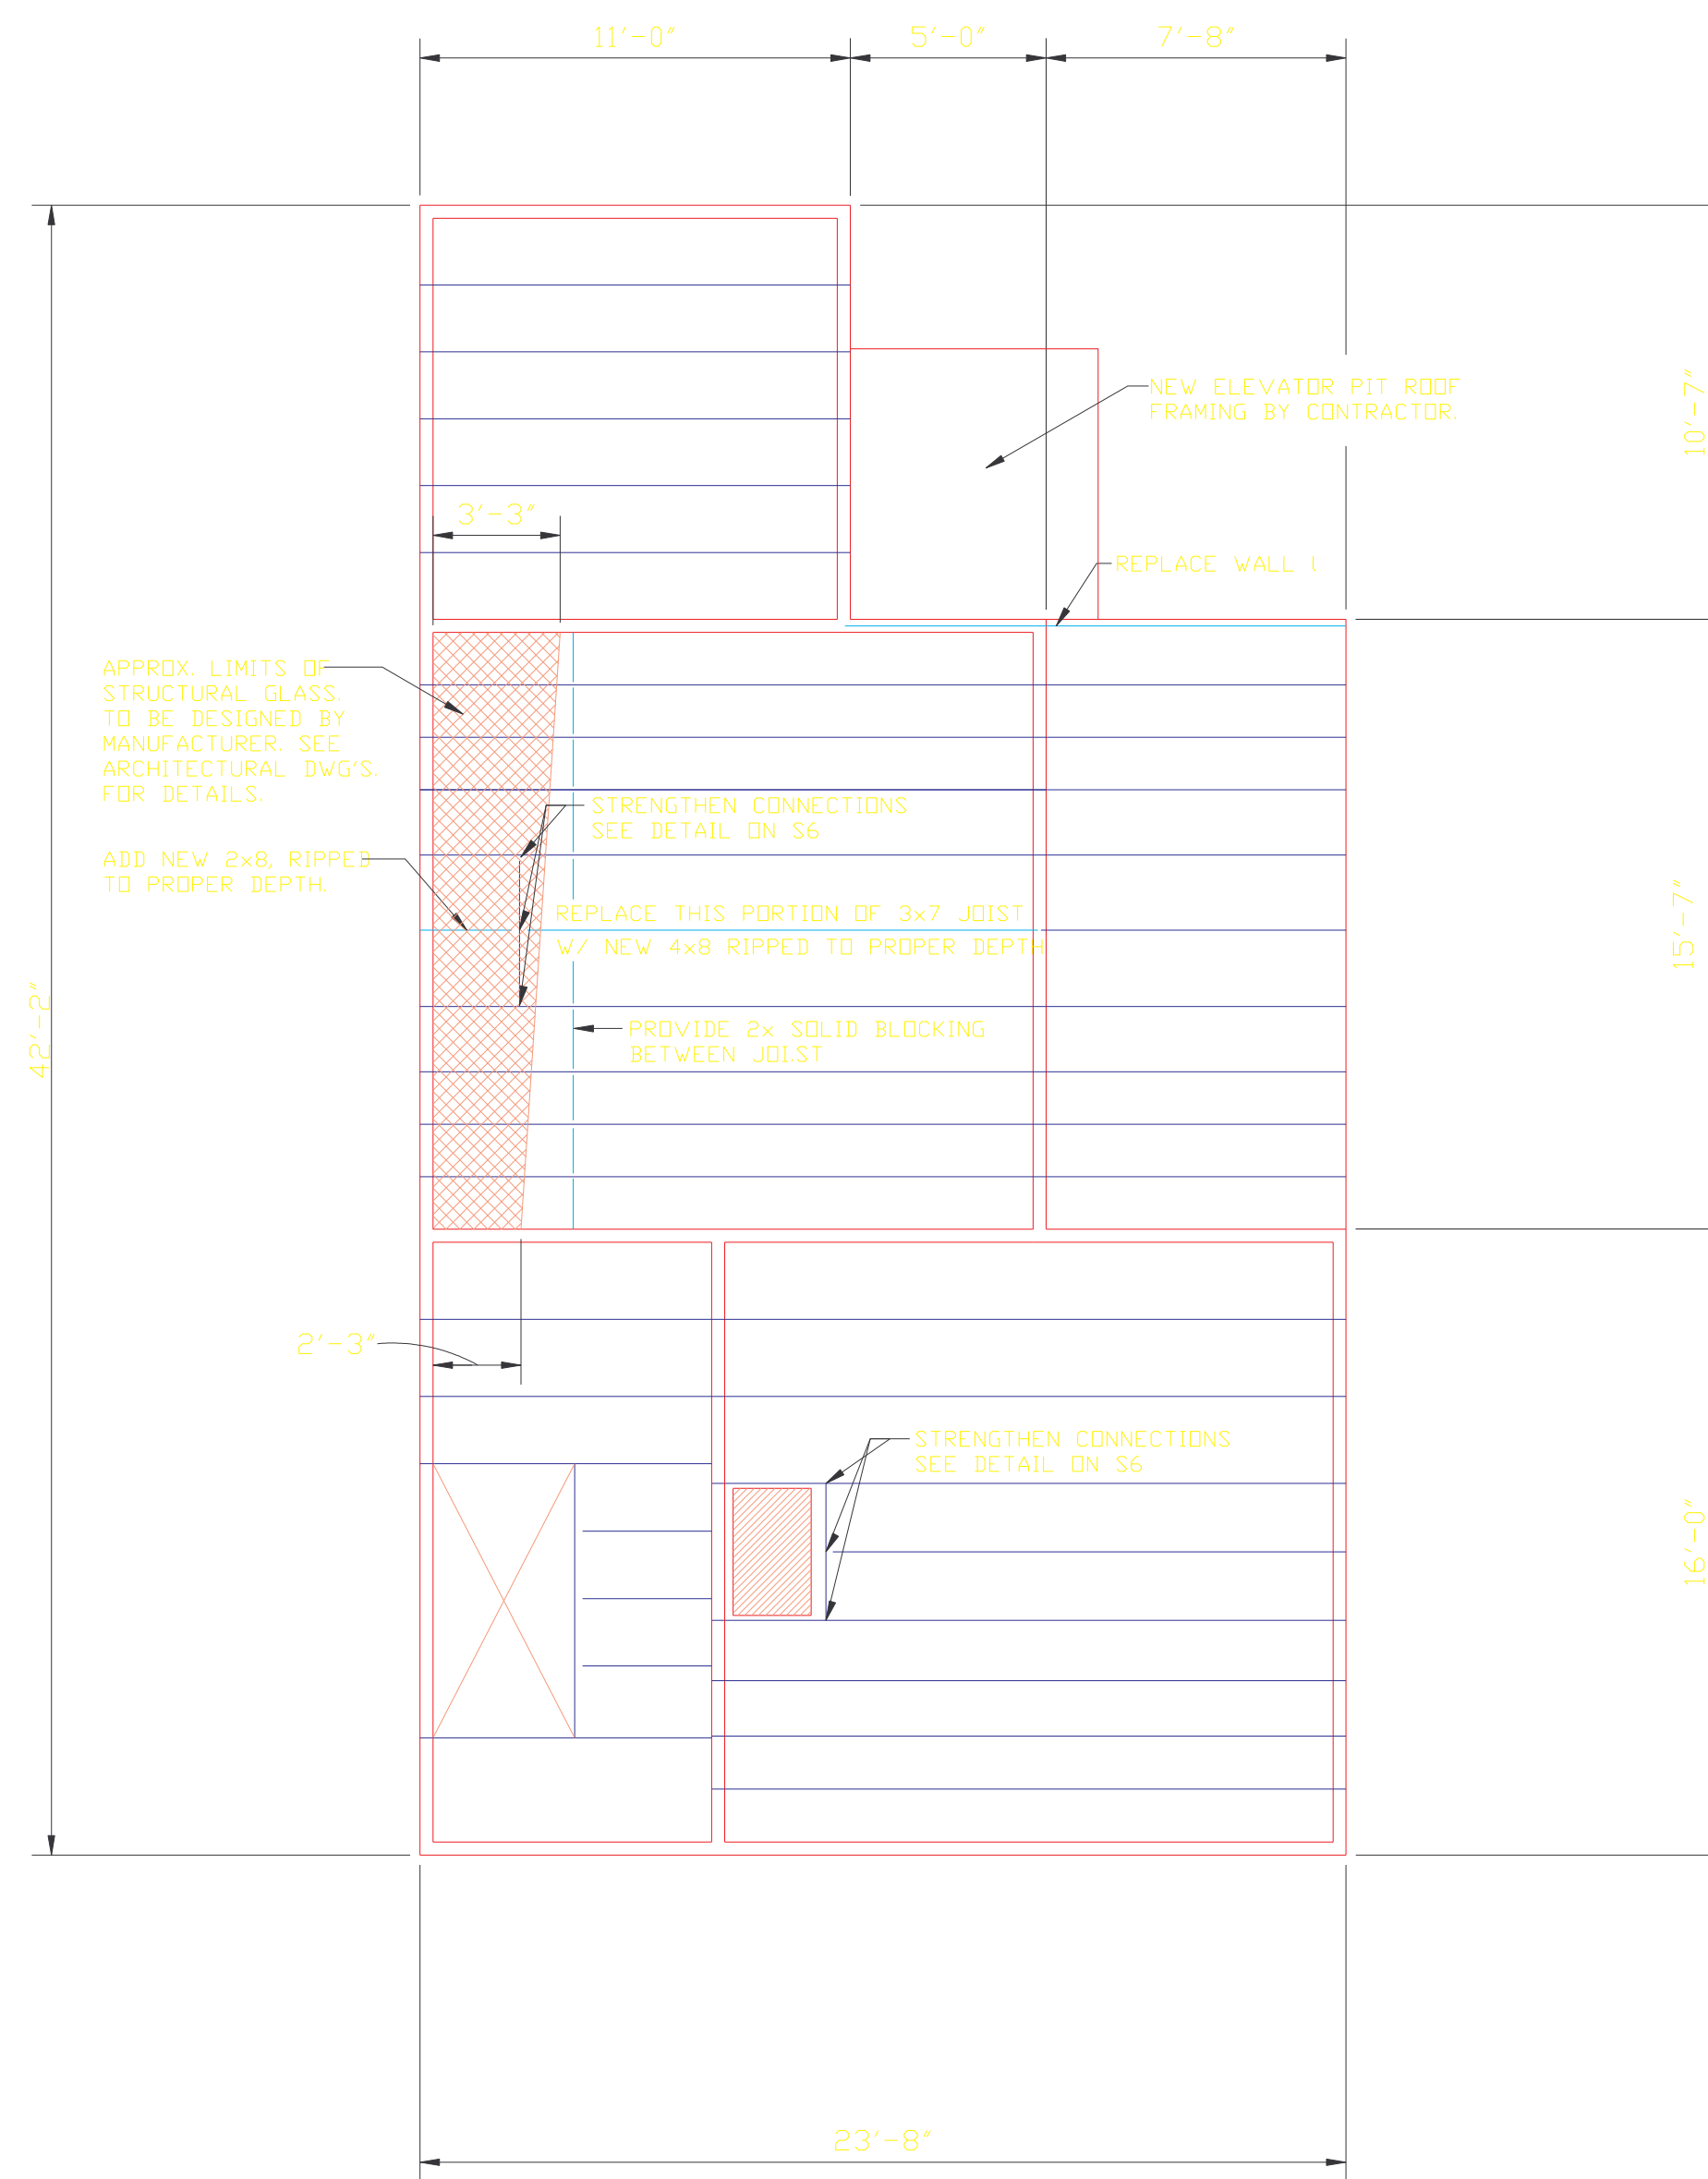 11'-0" 5'-0" 7'-8"
10'-7"
NEW ELEVATOR PIT ROOF
FRAMING BY CONTRACTOR.
3'-3"
REPLACE WALL
APPROX. LIMITS OF
STRUCTURAL GLASS.
TO BE DESIGNED BY
MANUFACTURER. SEE
ARCHITECTURAL DWG'S.
FOR DETAILS.
STRENGTHEN CONNECTIONS
SEE DETAIL ON S6
ADD NEW 2x8, RIPPED
TO PROPER DEPTH.
REPLACE THIS PORTION OF 3x7 JOIST
W/ NEW 4x8 RIPPED TO PROPER DEPTH
15'-7"
42'-2"
PROVIDE 2x SOLID BLOCKING
BETWEEN JOI.ST
2'-3"
STRENGTHEN CONNECTIONS
SEE DETAIL ON S6
16'-0"
23'-8"